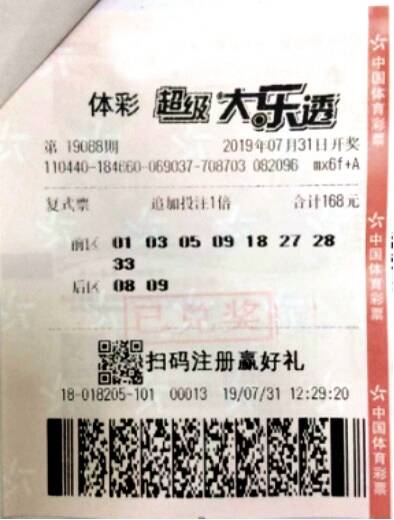 体彩 超级大乐透
第 19088期 2019年07月31日开奖
110440-184660-069037-708703 082096 mx6f+A
复式票 追加投注1倍 合计168元
前区 01 03 05 09 18 27 28
33
后区 08 09
已兑奖
扫码注册赢好礼
18-018205-101 00013 19/07/31 12:29:20
中国体育彩票
中国体育彩票
中国体育彩票